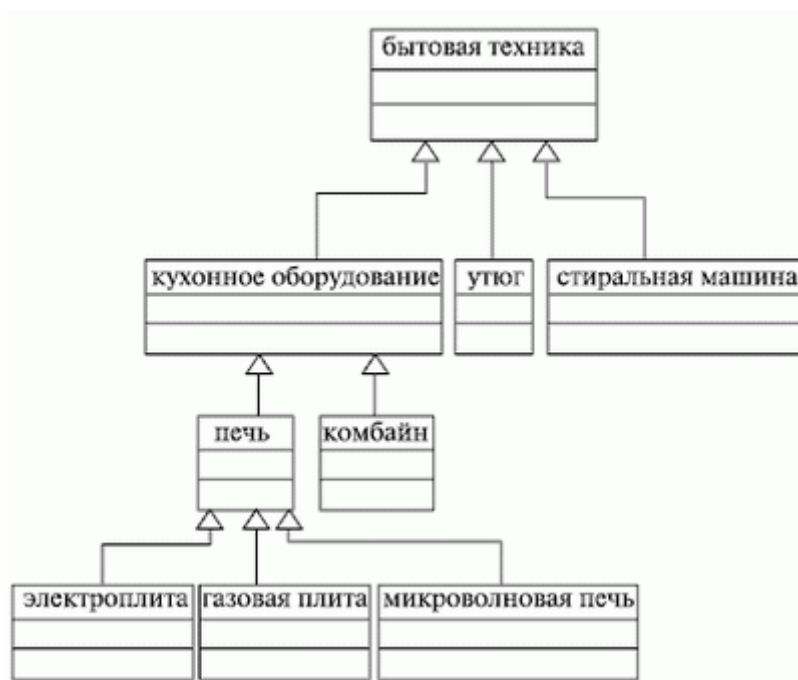 бытовая техника
кухонное оборудование
утюг
стиральная машина
печь
комбайн
электроплита
газовая плита
микроволновая печь